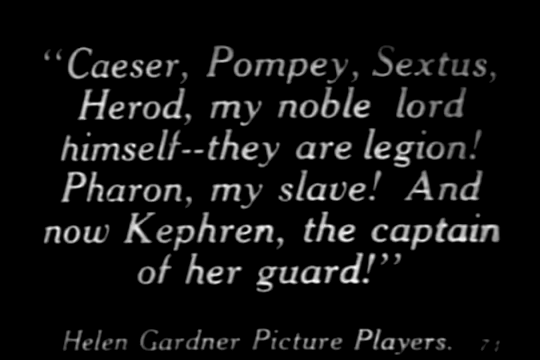 “Caeser, Pompey, Sextus,
Herod, my noble lord
himself--they are legion!
Pharon, my slave! And
now Kephren, the captain
of her guard!”
Helen Gardner Picture Players. 71